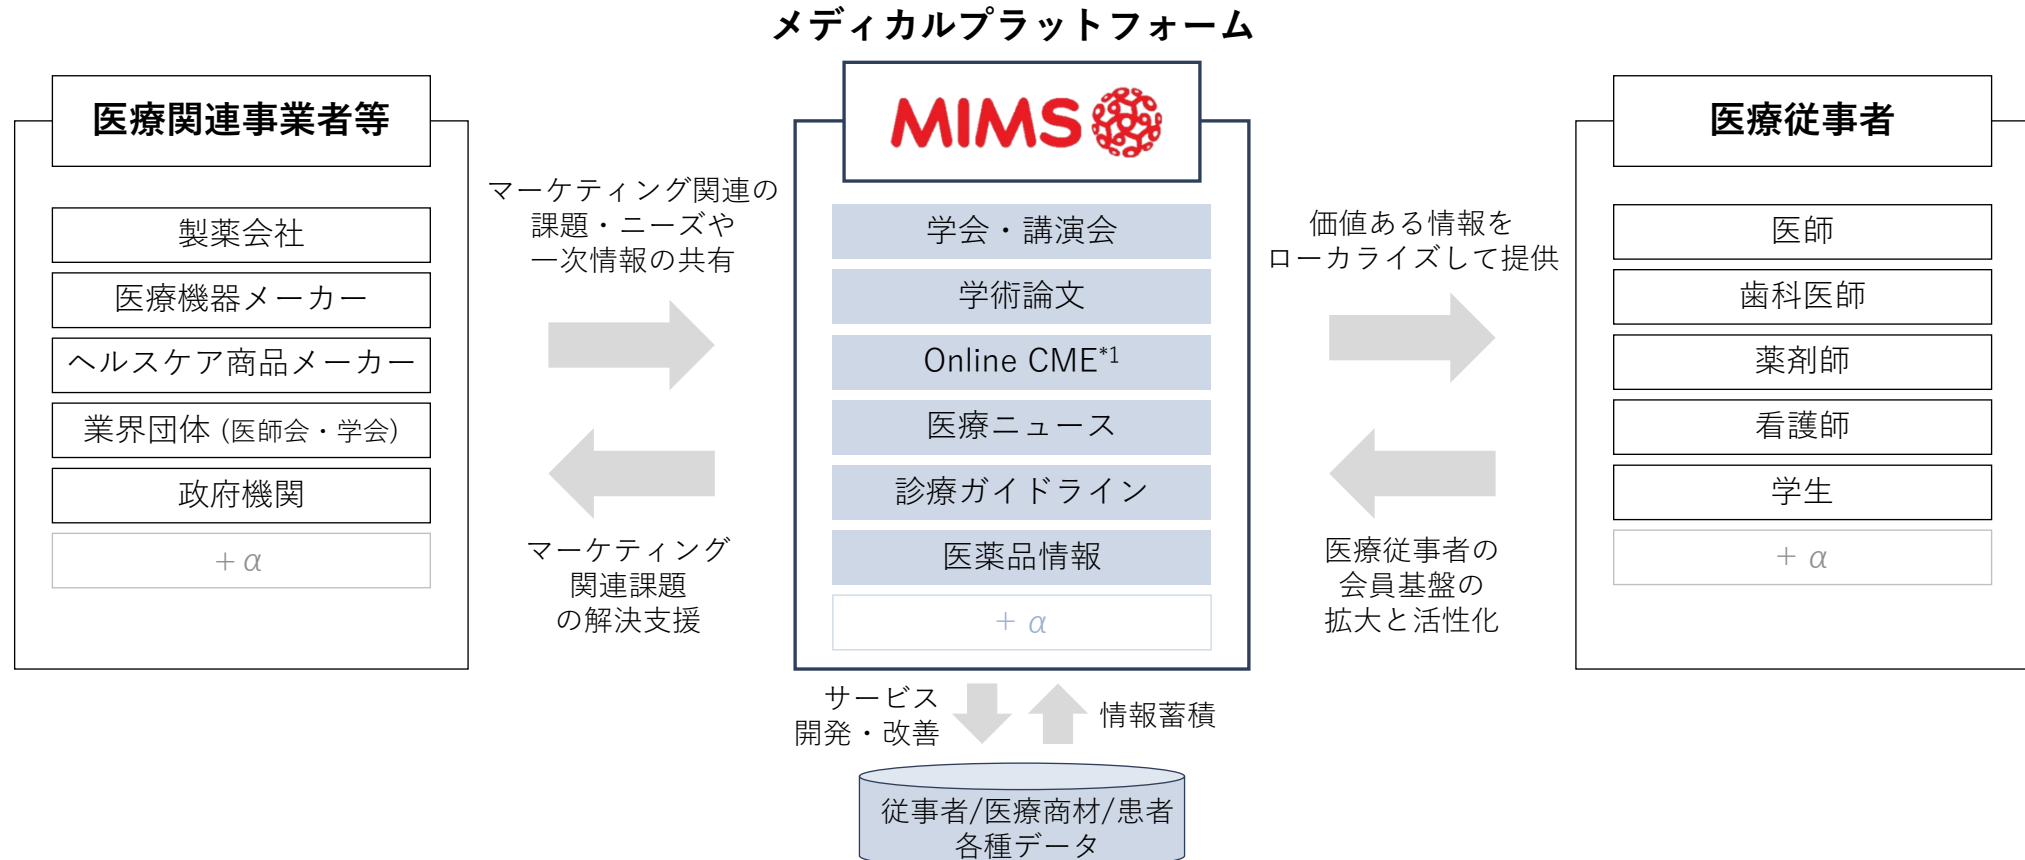 メディカルプラットフォーム
医療関連事業者等
製薬会社
医療機器メーカー
ヘルスケア商品メーカー
業界団体 (医師会・学会)
政府機関
+ α
マーケティング関連の
課題・ニーズや
一次情報の共有
マーケティング
関連課題
の解決支援
MIMS
学会・講演会
学術論文
Online CME*1
医療ニュース
診療ガイドライン
医薬品情報
+ α
価値ある情報を
ローカライズして提供
医療従事者の
会員基盤の
拡大と活性化
医療従事者
医師
歯科医師
薬剤師
看護師
学生
+ α
サービス
開発・改善
情報蓄積
従事者/医療商材/患者
各種データ